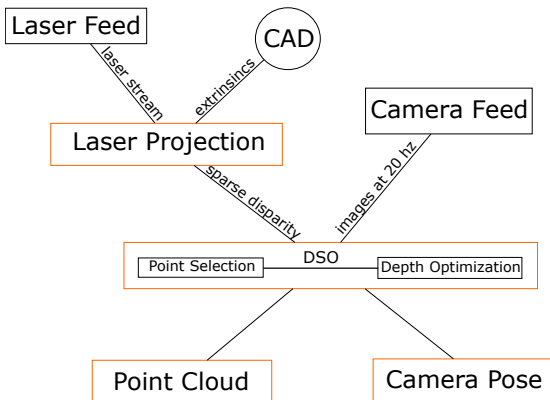 Laser Feed
CAD
laser stream
extrinsincs
Camera Feed
Laser Projection
sparse disparity
images at 20 hz
DSO
Point Selection
Depth Optimization
Point Cloud
Camera Pose